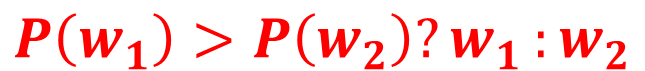 P(w₁) > P(w₂)? w₁ : w₂